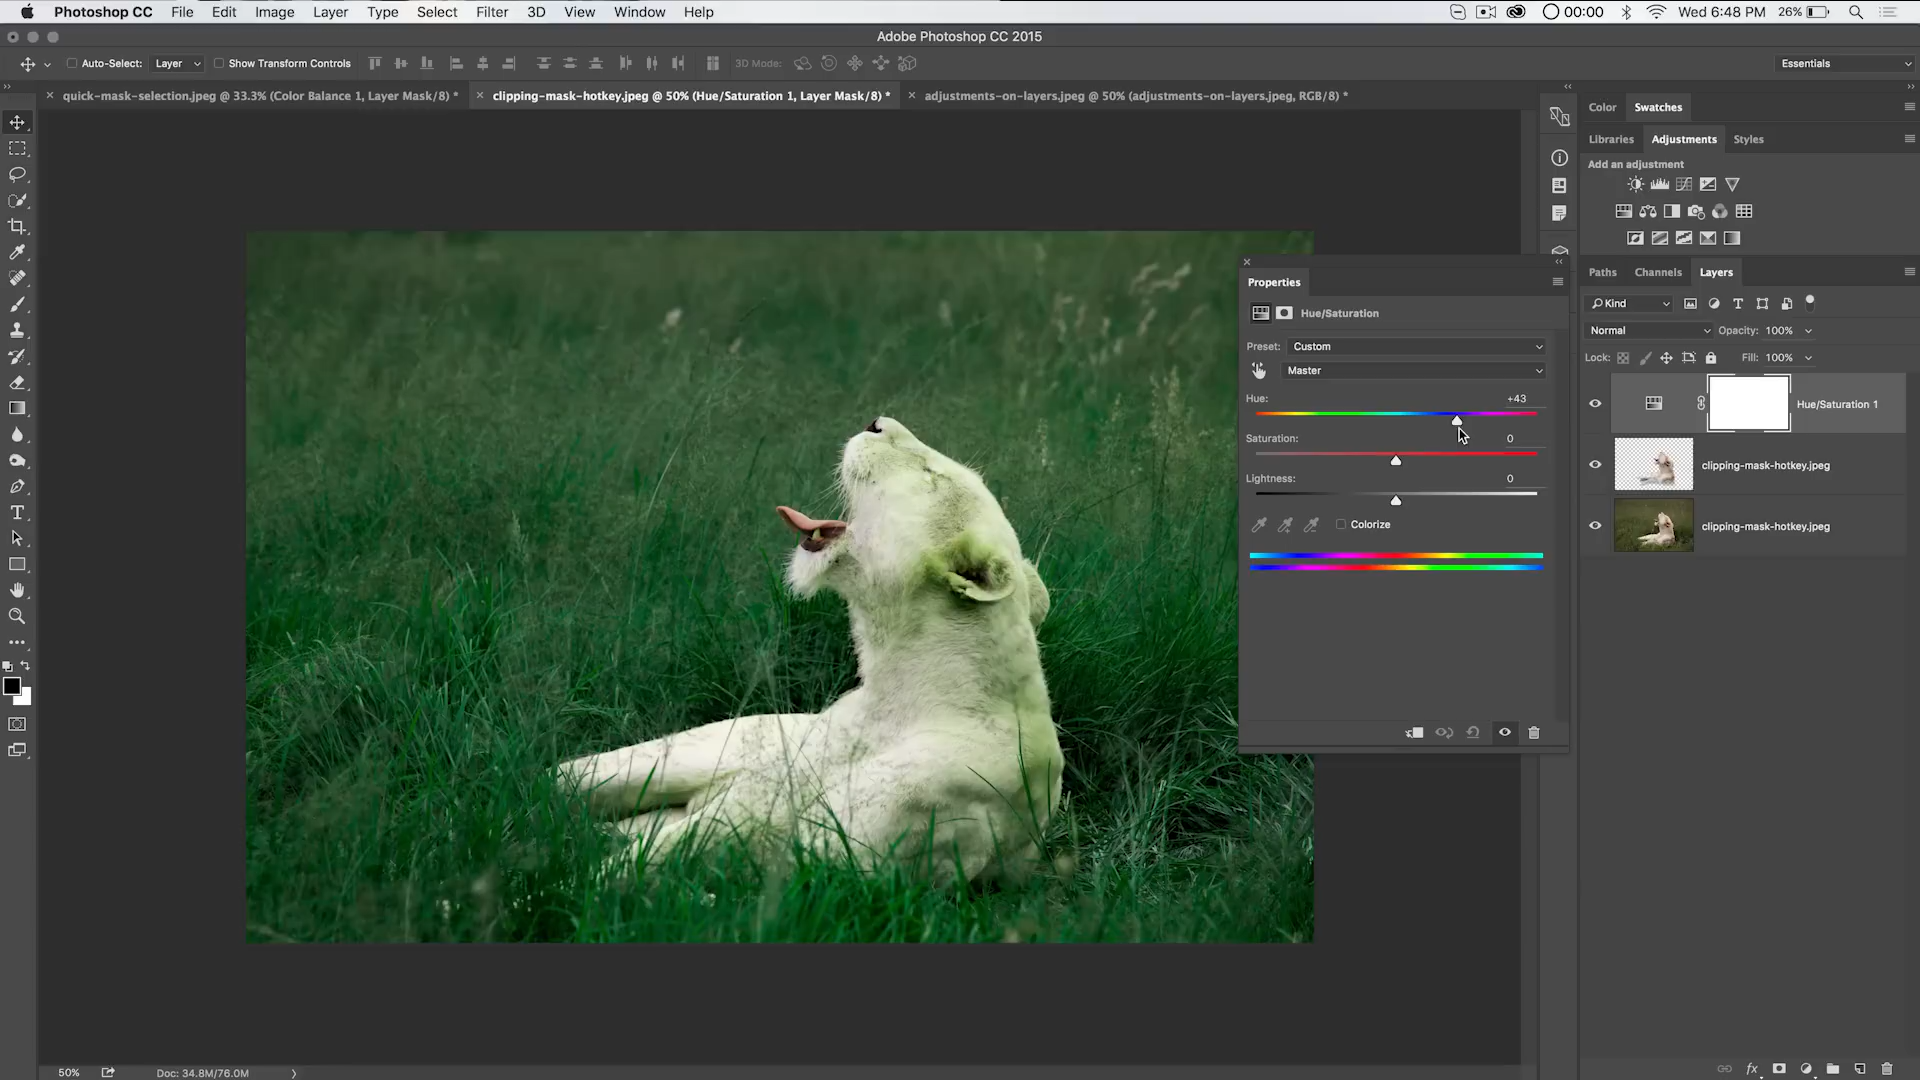 Photoshop CC File Edit Image Layer Type Select Filter 3D View Window Help 00:00 Wed 6:48 PM 26%
Adobe Photoshop CC 2015
Auto-Select: Layer Show Transform Controls 3D Mode: Essentials
quick-mask-selection.jpeg @ 33.3% (Color Balance 1, Layer Mask/8) * clipping-mask-hotkey.jpeg @ 50% (Hue/Saturation 1, Layer Mask/8) * adjustments-on-layers.jpeg @ 50% (adjustments-on-layers.jpeg, RGB/8) *
Color Swatches
Libraries Adjustments Styles
Add an adjustment
Paths Channels Layers
Kind
Normal Opacity: 100%
Lock: Fill: 100%
Hue/Saturation 1
clipping-mask-hotkey.jpeg
clipping-mask-hotkey.jpeg
Properties
Hue/Saturation
Preset: Custom
Master
Hue: +43
Saturation: 0
Lightness: 0
Colorize
50% Doc: 34.8M/76.0M
fx